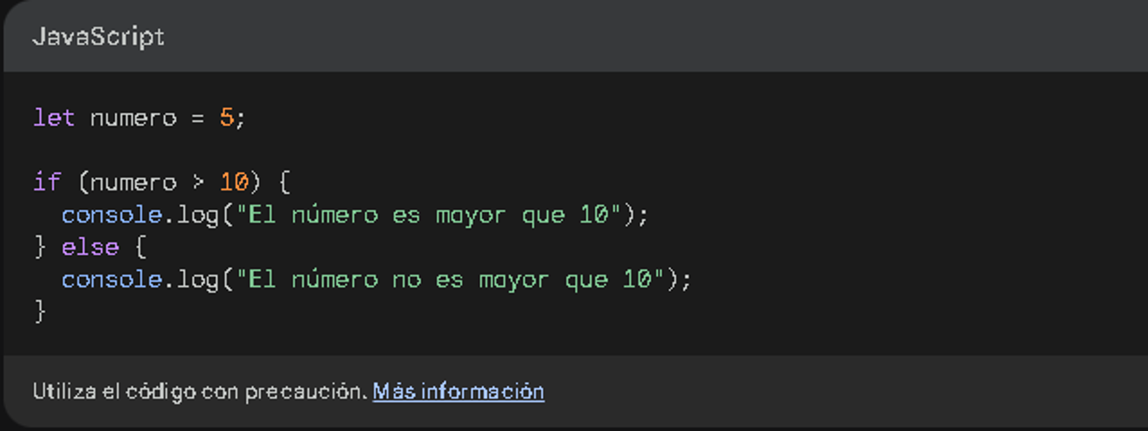 JavaScript
let numero = 5;
if (numero > 10) {
  console.log("El número es mayor que 10");
} else {
  console.log("El número no es mayor que 10");
}
Utiliza el código con precaución. Más información